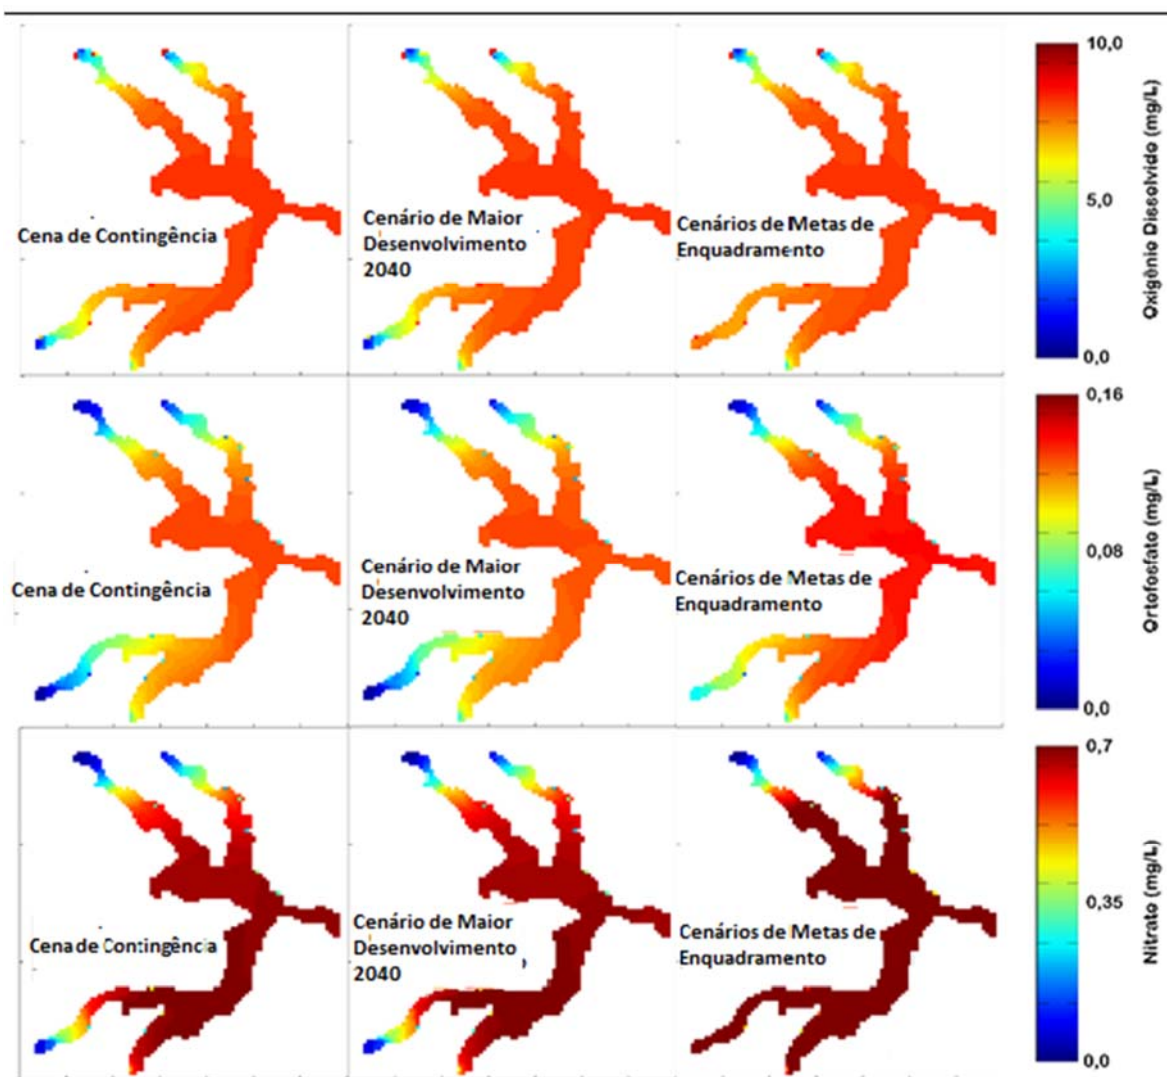 10,0
Oxigênio Dissolvido (mg/L)
5,0
0,0
Cena de Contingência
Cenário de Maior
Desenvolvimento
2040
Cenários de Metas de
Enquadramento
0,16
Ortofosfato (mg/L)
0,08
0,0
Cena de Contingência
Cenário de Maior
Desenvolvimento
2040
Cenários de Metas de
Enquadramento
0,7
Nitrato (mg/L)
0,35
0,0
Cena de Contingência
Cenário de Maior
Desenvolvimento
2040
Cenários de Metas de
Enquadramento